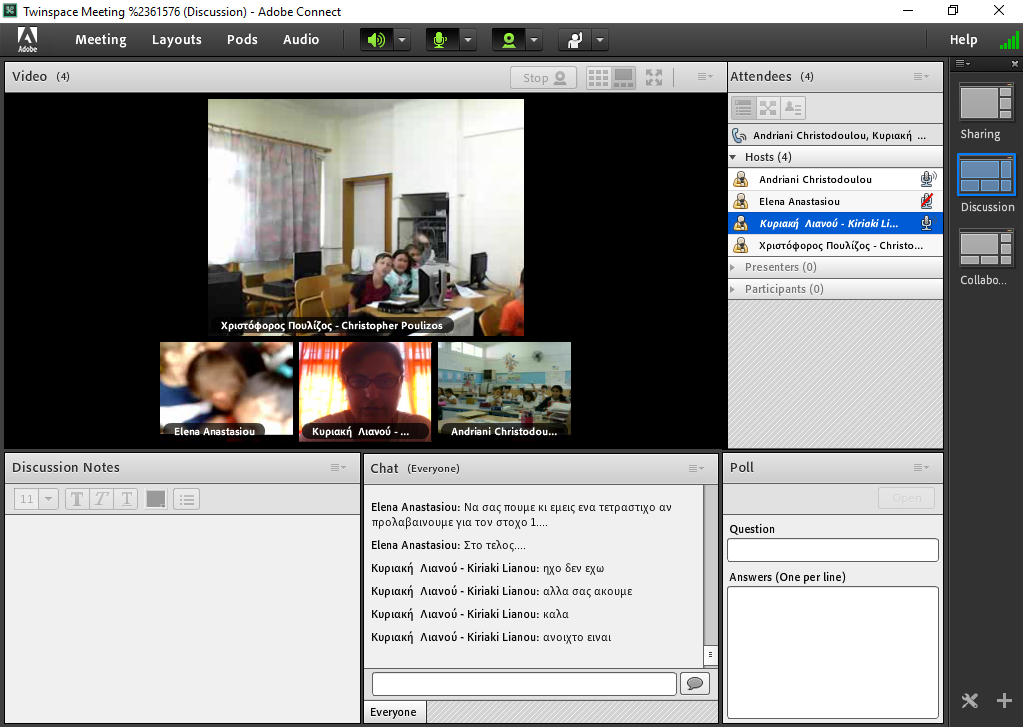 Twinspace Meeting %2361576 (Discussion) - Adobe Connect
Adobe
Meeting
Layouts
Pods
Audio
Help
Video (4)
Stop
Χριστόφορος Πουλίζος - Christopher Poulizos
Elena Anastasiou
Κυριακή Λιανού - ...
Andriani Christodou...
Attendees (4)
Andriani Christodoulou, Κυριακή ...
Hosts (4)
Andriani Christodoulou
Elena Anastasiou
Κυριακή Λιανού - Kiriaki Li...
Χριστόφορος Πουλίζος - Christo...
Presenters (0)
Participants (0)
Sharing
Discussion
Collabo...
Discussion Notes
11
T T T
Chat (Everyone)
Elena Anastasiou: Να σας πουμε κι εμεις ενα τετραστιχο αν
προλαβαινουμε για τον στοχο 1....
Elena Anastasiou: Στο τελος....
Κυριακή Λιανού - Kiriaki Lianou: ηχο δεν εχω
Κυριακή Λιανού - Kiriaki Lianou: αλλα σας ακουμε
Κυριακή Λιανού - Kiriaki Lianou: καλα
Κυριακή Λιανού - Kiriaki Lianou: ανοιχτο ειναι
Everyone
Poll
Open
Question
Answers (One per line)